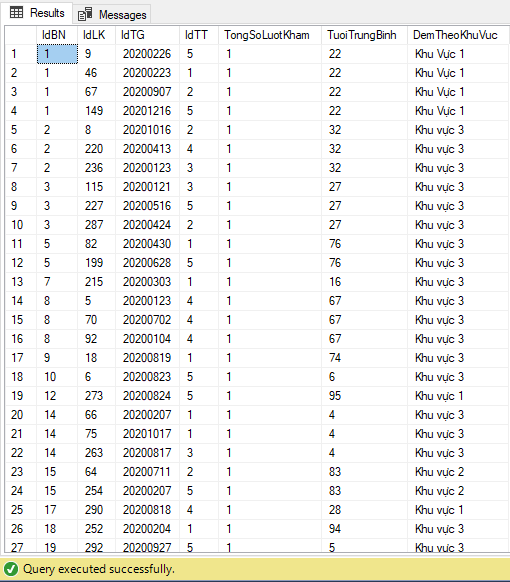 Results Messages
IdBN IdLK IdTG IdTT TongSoLuotKham TuoiTrungBinh DemTheoKhuVuc
1 1 9 20200226 5 1 22 Khu Vực 1
2 1 46 20200223 1 1 22 Khu Vực 1
3 1 67 20200907 2 1 22 Khu Vực 1
4 1 149 20201216 5 1 22 Khu Vực 1
5 2 8 20201016 2 1 32 Khu vực 3
6 2 220 20200413 4 1 32 Khu vực 3
7 2 236 20200123 1 1 32 Khu vực 3
8 3 115 20200121 3 1 27 Khu vực 3
9 3 227 20200516 5 1 27 Khu vực 3
10 3 287 20200424 2 1 27 Khu vực 3
11 5 82 20200430 1 1 76 Khu vực 3
12 5 199 20200628 5 1 76 Khu vực 3
13 7 215 20200303 1 1 16 Khu vực 3
14 8 5 20200123 4 1 67 Khu vực 3
15 8 70 20200702 4 1 67 Khu vực 3
16 8 92 20200104 4 1 67 Khu vực 3
17 9 18 20200819 1 1 74 Khu vực 3
18 10 6 20200823 5 1 6 Khu vực 3
19 12 273 20200824 5 1 95 Khu vực 1
20 14 66 20200207 1 1 4 Khu vực 3
21 14 75 20201017 1 1 4 Khu vực 3
22 14 263 20200817 3 1 4 Khu vực 3
23 15 64 20200711 2 1 83 Khu vực 2
24 15 254 20200207 5 1 83 Khu vực 2
25 17 290 20200818 4 1 28 Khu vực 1
26 18 252 20200204 1 1 94 Khu vực 3
27 19 292 20200927 5 1 5 Khu vực 3
Query executed successfully.